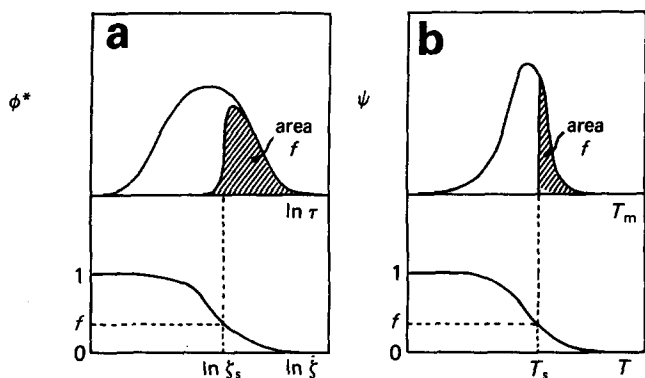 a
b
ϕ*
ψ
area
f
area
f
ln τ
T_m
1
f
0
1
f
0
ln ζ_s
ln ζ̇
T_s
T